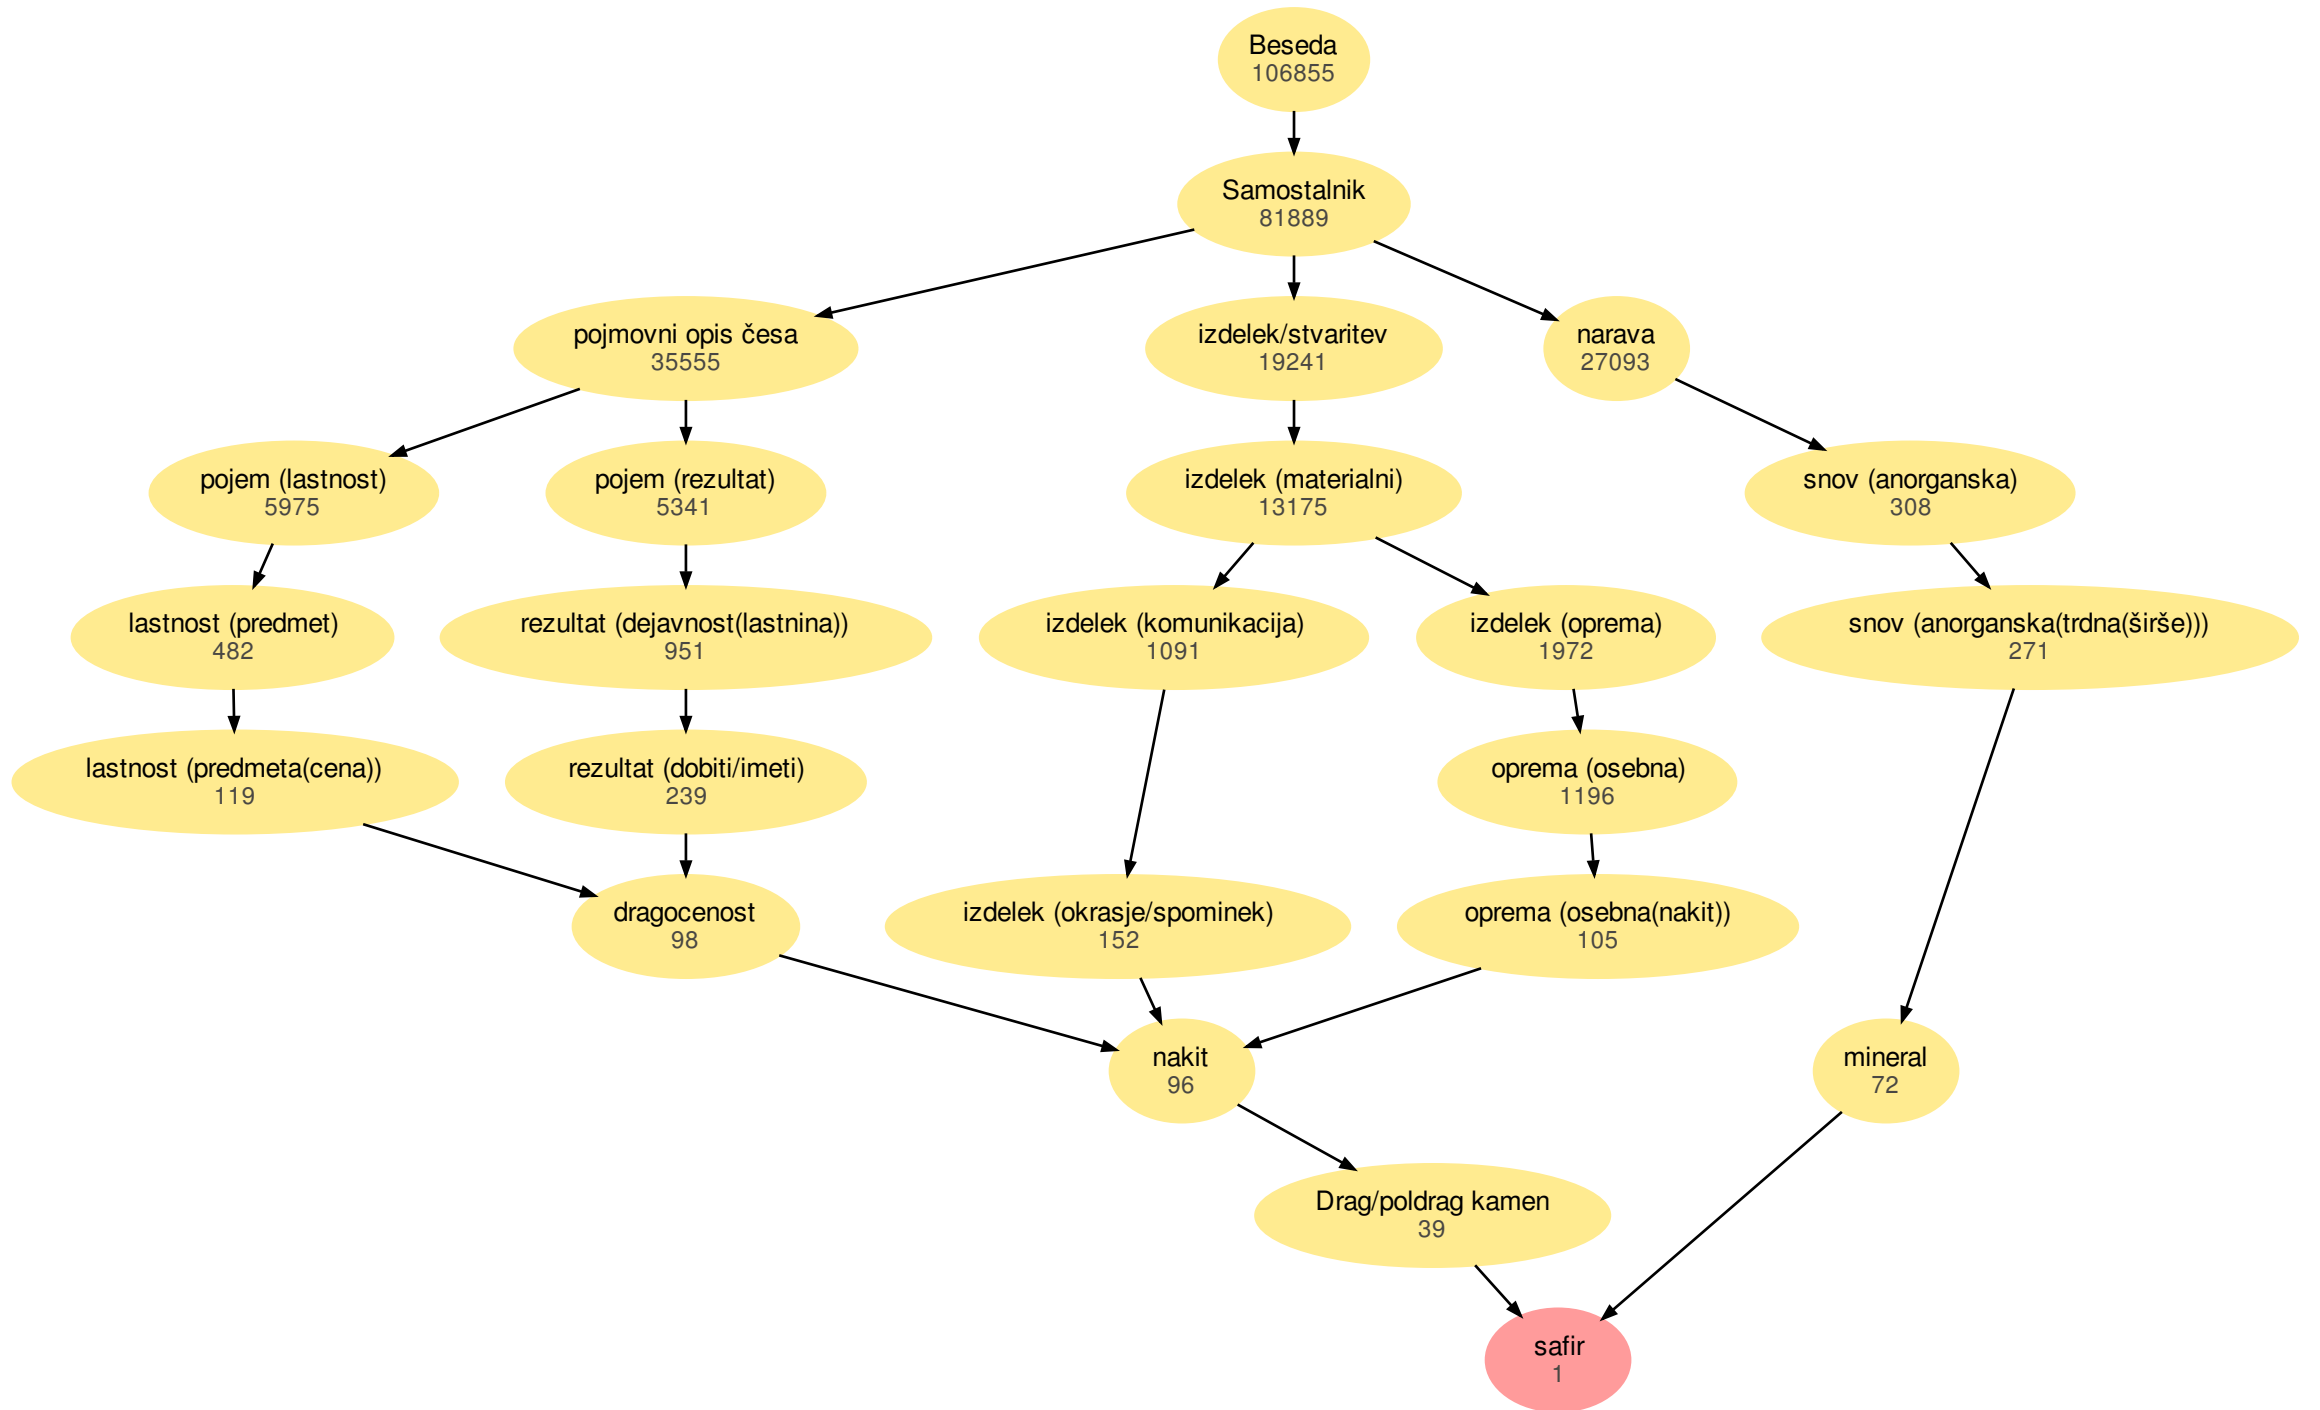 Beseda
106855
Samostalnik
81889
pojmovni opis česa
35555
izdelek/stvaritev
19241
narava
27093
pojem (lastnost)
5975
pojem (rezultat)
5341
izdelek (materialni)
13175
snov (anorganska)
308
lastnost (predmet)
482
rezultat (dejavnost(lastnina))
951
izdelek (komunikacija)
1091
izdelek (oprema)
1972
snov (anorganska(trdna(širše)))
271
lastnost (predmeta(cena))
119
rezultat (dobiti/imeti)
239
oprema (osebna)
1196
dragocenost
98
izdelek (okrasje/spominek)
152
oprema (osebna(nakit))
105
nakit
96
mineral
72
Drag/poldrag kamen
39
safir
1